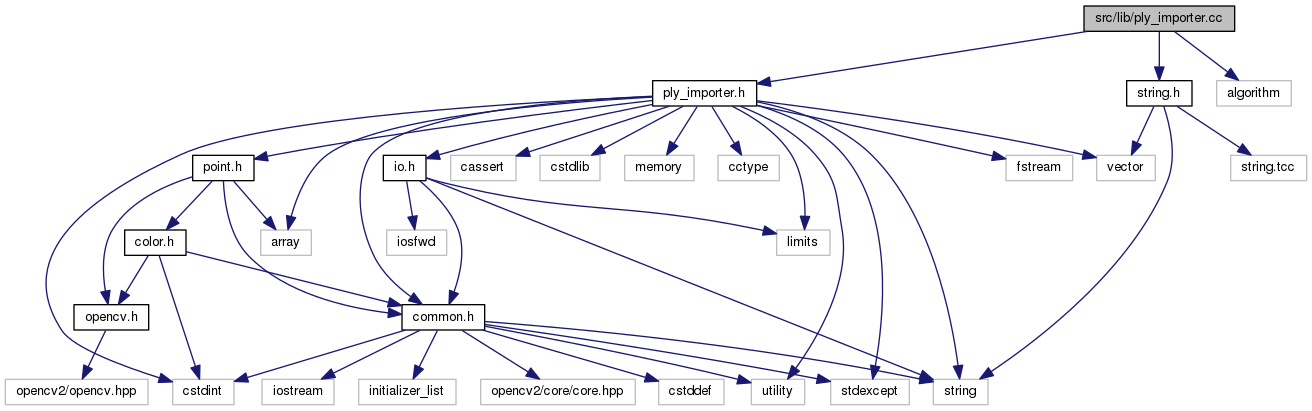 src/lib/ply_importer.cc
ply_importer.h
string.h
algorithm
point.h
io.h
cassert
cstdlib
memory
cctype
fstream
vector
string.tcc
color.h
array
iosfwd
limits
opencv.h
common.h
opencv2/opencv.hpp
cstdint
iostream
initializer_list
opencv2/core/core.hpp
cstddef
utility
stdexcept
string